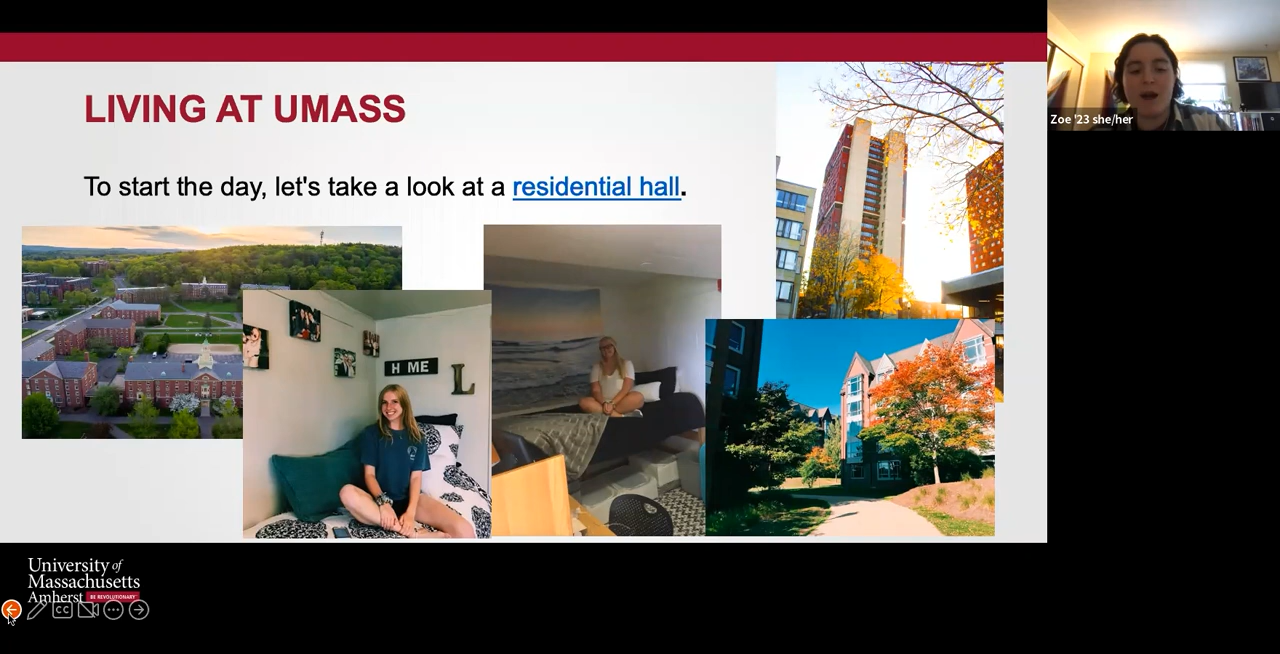 LIVING AT UMASS
To start the day, let's take a look at a residential hall.
H ME
L
University of
Massachusetts
Amherst BE REVOLUTIONARY
CC
Zoe '23 she/her